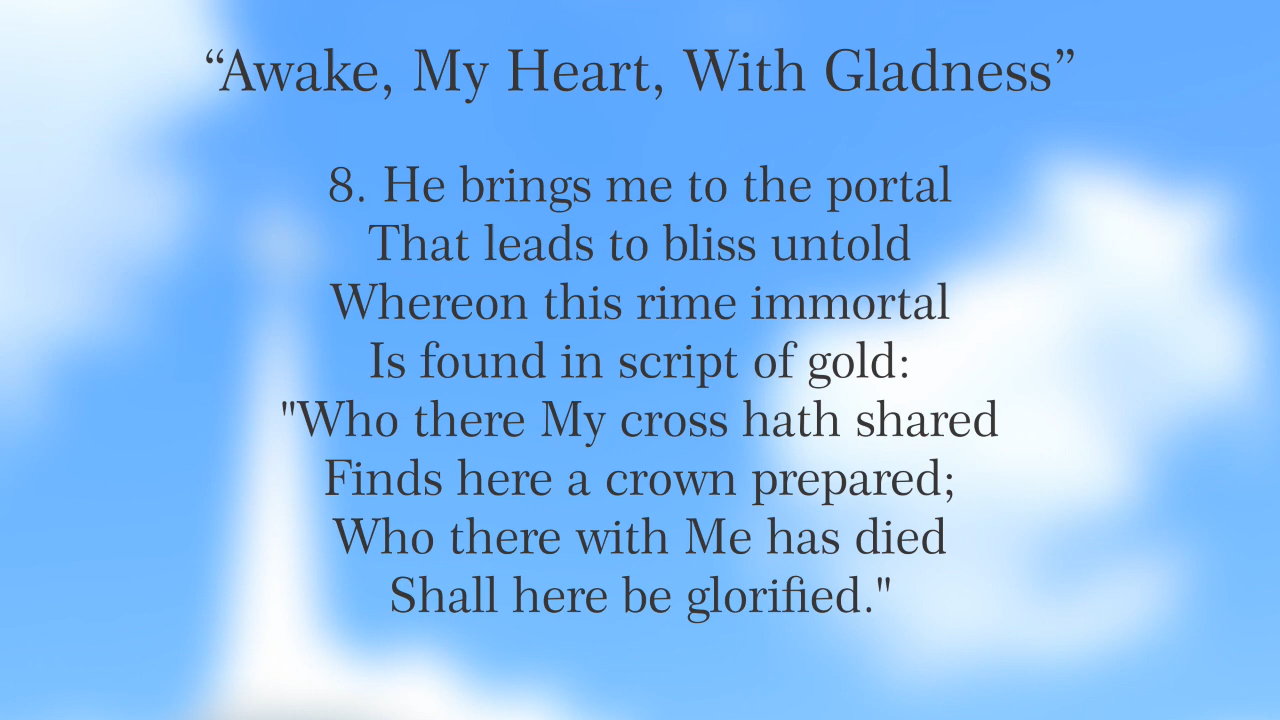 “Awake, My Heart, With Gladness”
8. He brings me to the portal
That leads to bliss untold
Whereon this rime immortal
Is found in script of gold:
"Who there My cross hath shared
Finds here a crown prepared;
Who there with Me has died
Shall here be glorified."